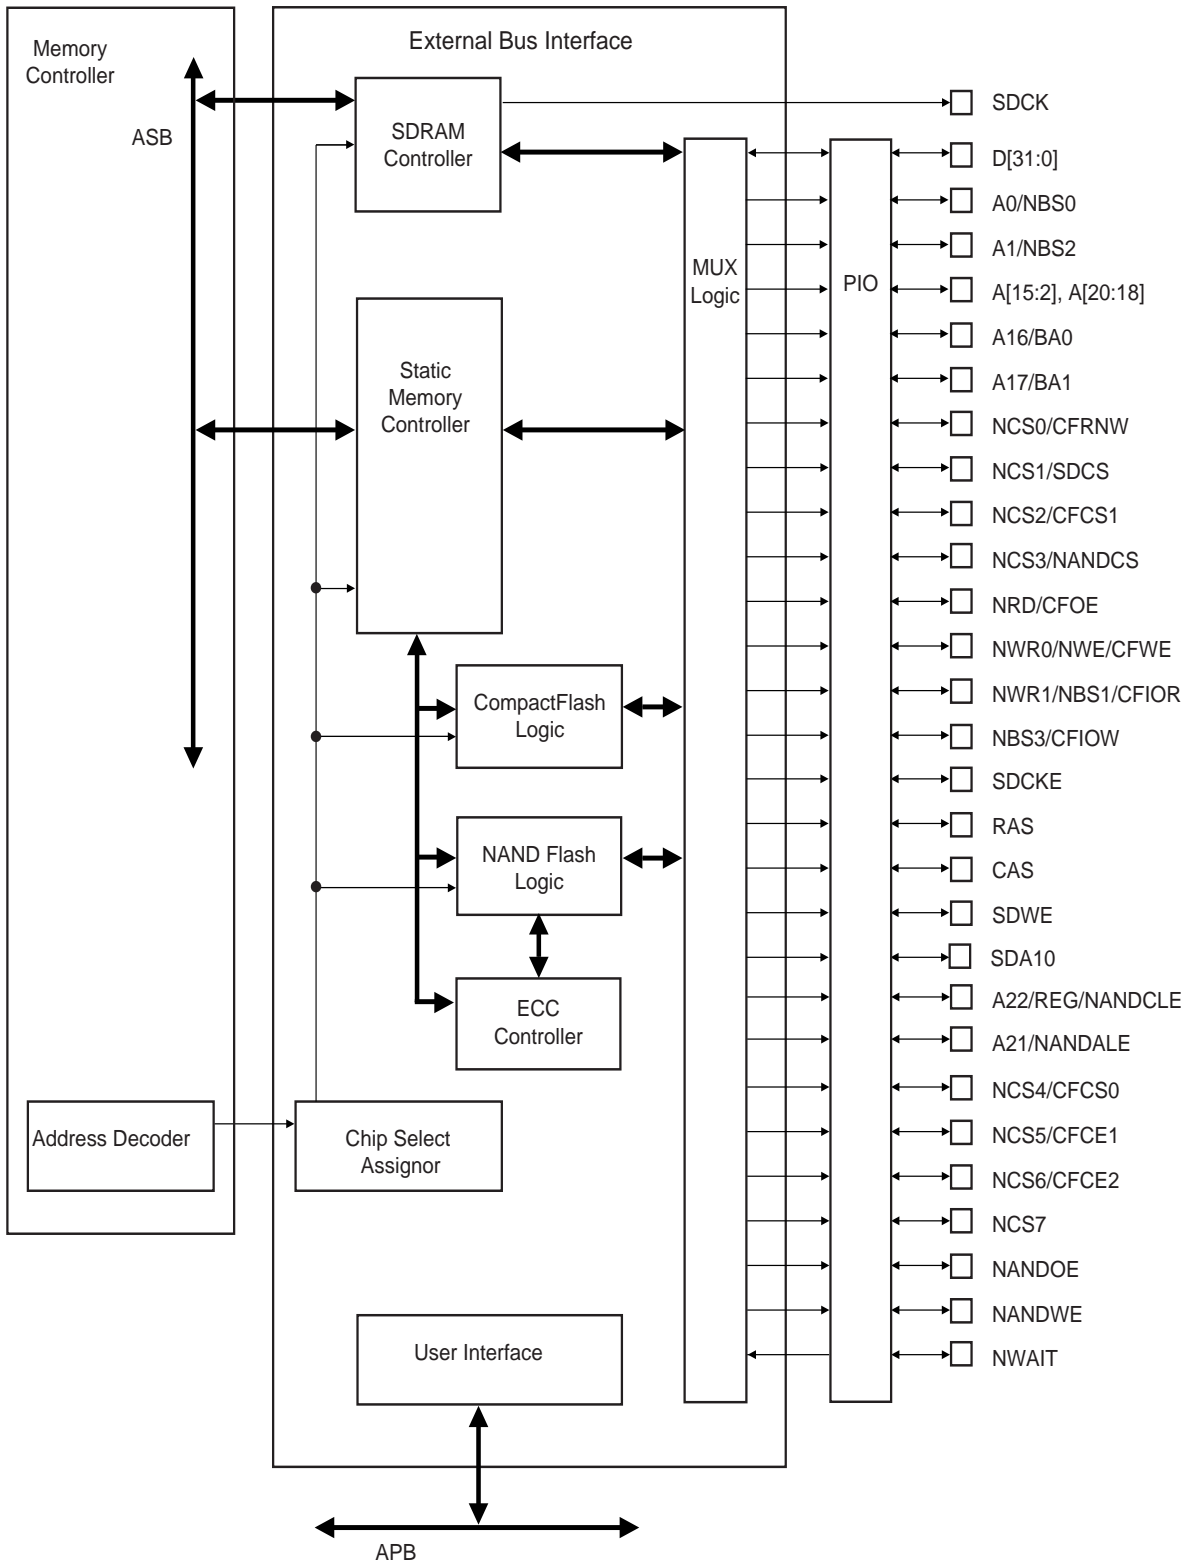 External Bus Interface
Memory
Controller
ASB
SDRAM
Controller
Static
Memory
Controller
CompactFlash
Logic
NAND Flash
Logic
ECC
Controller
Address Decoder
Chip Select
Assignor
User Interface
APB
MUX
Logic
PIO
SDCK
D[31:0]
A0/NBS0
A1/NBS2
A[15:2], A[20:18]
A16/BA0
A17/BA1
NCS0/CFRNW
NCS1/SDCS
NCS2/CFCS1
NCS3/NANDCS
NRD/CFOE
NWR0/NWE/CFWE
NWR1/NBS1/CFIOR
NBS3/CFIOW
SDCKE
RAS
CAS
SDWE
SDA10
A22/REG/NANDCLE
A21/NANDALE
NCS4/CFCS0
NCS5/CFCE1
NCS6/CFCE2
NCS7
NANDOE
NANDWE
NWAIT